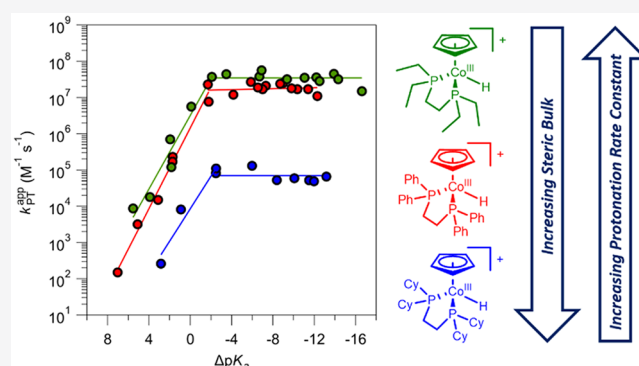 10⁹
10⁸
10⁷
10⁶
10⁵
10⁴
10³
10²
10¹
k_PT^app (M⁻¹ s⁻¹)
8 4 0 -4 -8 -12 -16
ΔpKₐ
+
Co^III
H
P
P
+
Co^III
Ph P H
Ph P Ph
Ph
+
Co^III
Cy P H
Cy P Cy
Cy
Increasing Steric Bulk
Increasing Protonation Rate Constant